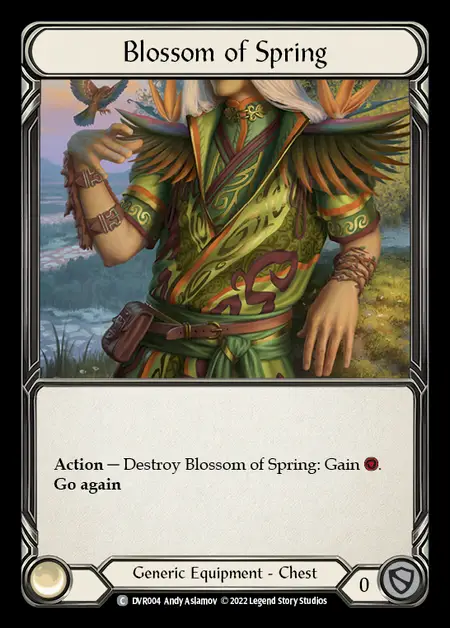 Blossom of Spring
Action — Destroy Blossom of Spring: Gain .
Go again
Generic Equipment - Chest
0
C DVR004 Andy Aslamov © 2022 Legend Story Studios